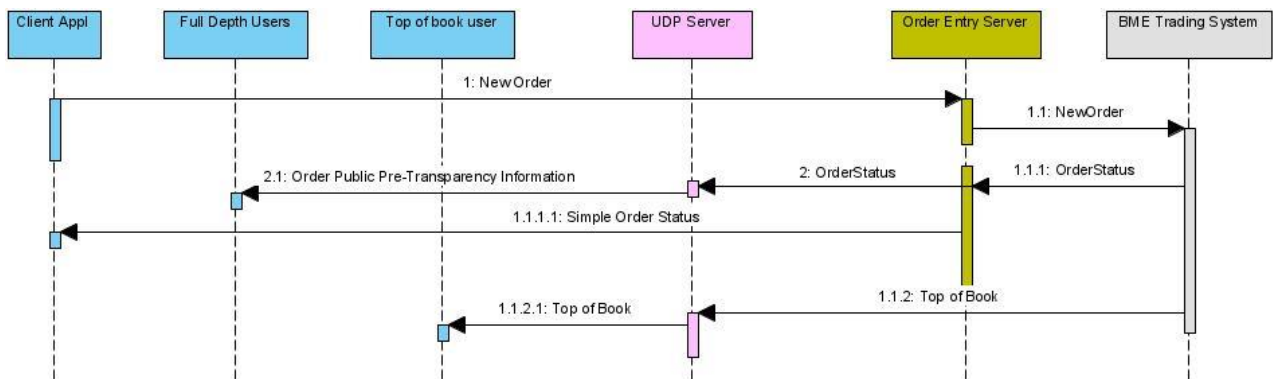 Client Appl
Full Depth Users
Top of book user
UDP Server
Order Entry Server
BME Trading System
1: NewOrder
1.1: NewOrder
2.1: Order Public Pre-Transparency Information
2: OrderStatus
1.1.1: OrderStatus
1.1.1.1: Simple Order Status
1.1.2: Top of Book
1.1.2.1: Top of Book